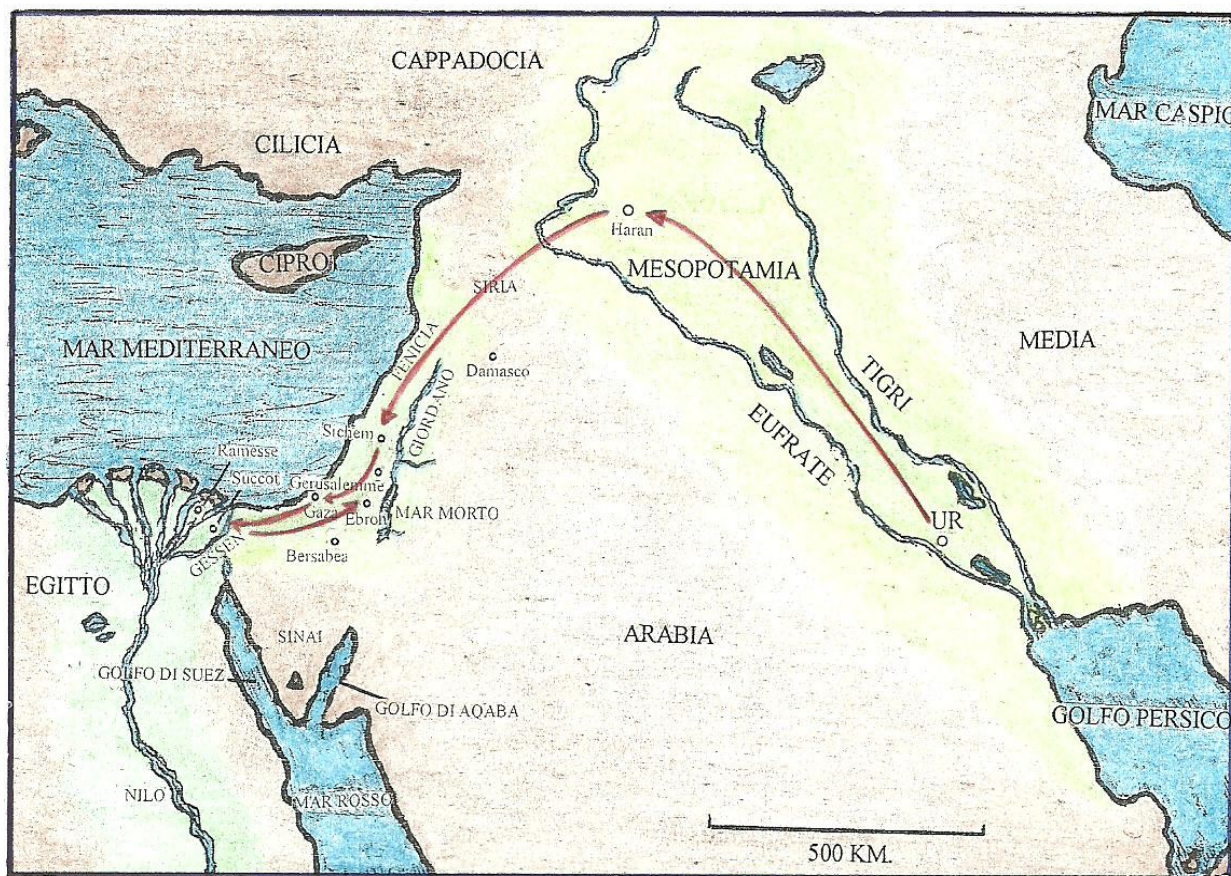 CAPPADOCIA
MAR CASPIO
CILICIA
Haran
CIPRO
MESOPOTAMIA
SIRIA
MAR MEDITERRANEO
FENICIA
MEDIA
Damasco
TIGRI
GIORDANO
EUFRATE
Sichem
Ramesse
Succot
Gerusalemme
Gaza
Ebron
MAR MORTO
UR
GESSEN
Bersabea
EGITTO
SINAI
ARABIA
GOLFO DI SUEZ
GOLFO DI AQABA
GOLFO PERSICO
NILO
MAR ROSSO
500 KM.